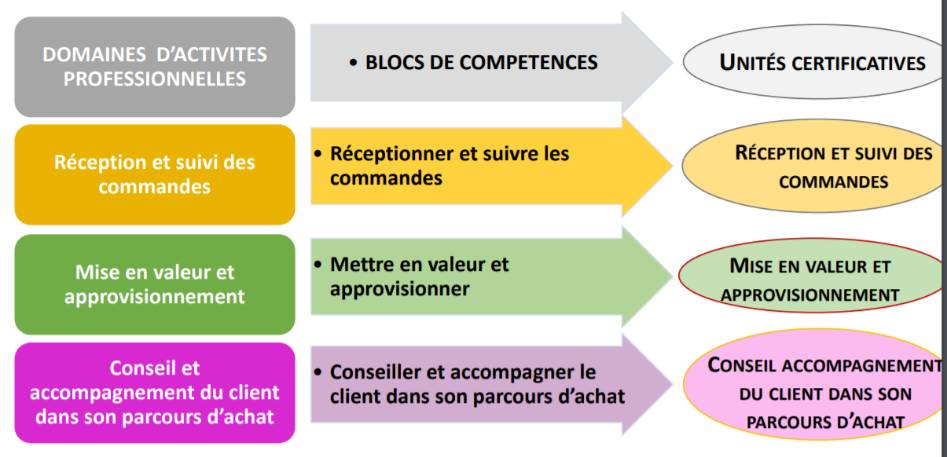 DOMAINES D’ACTIVITES
PROFESSIONNELLES
• BLOCS DE COMPETENCES
UNITÉS CERTIFICATIVES
Réception et suivi des
commandes
• Réceptionner et suivre les
commandes
RÉCEPTION ET SUIVI DES
COMMANDES
Mise en valeur et
approvisionnement
• Mettre en valeur et
approvisionner
MISE EN VALEUR ET
APPROVISIONNEMENT
Conseil et
accompagnement du client
dans son parcours d’achat
• Conseiller et accompagner le
client dans son parcours d’achat
CONSEIL ACCOMPAGNEMENT
DU CLIENT DANS SON
PARCOURS D’ACHAT